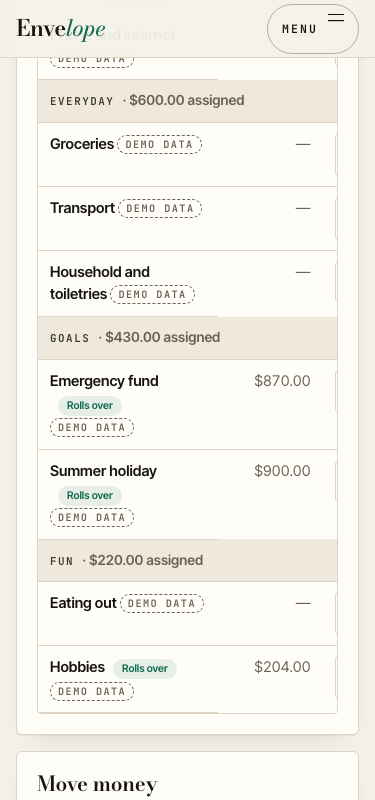 Envelope
and internet
MENU
DEMO DATA
EVERYDAY · $600.00 assigned
Groceries DEMO DATA —
Transport DEMO DATA —
Household and —
toiletries DEMO DATA
GOALS · $430.00 assigned
Emergency fund $870.00
Rolls over
DEMO DATA
Summer holiday $900.00
Rolls over
DEMO DATA
FUN · $220.00 assigned
Eating out DEMO DATA —
Hobbies Rolls over $204.00
DEMO DATA
Move money